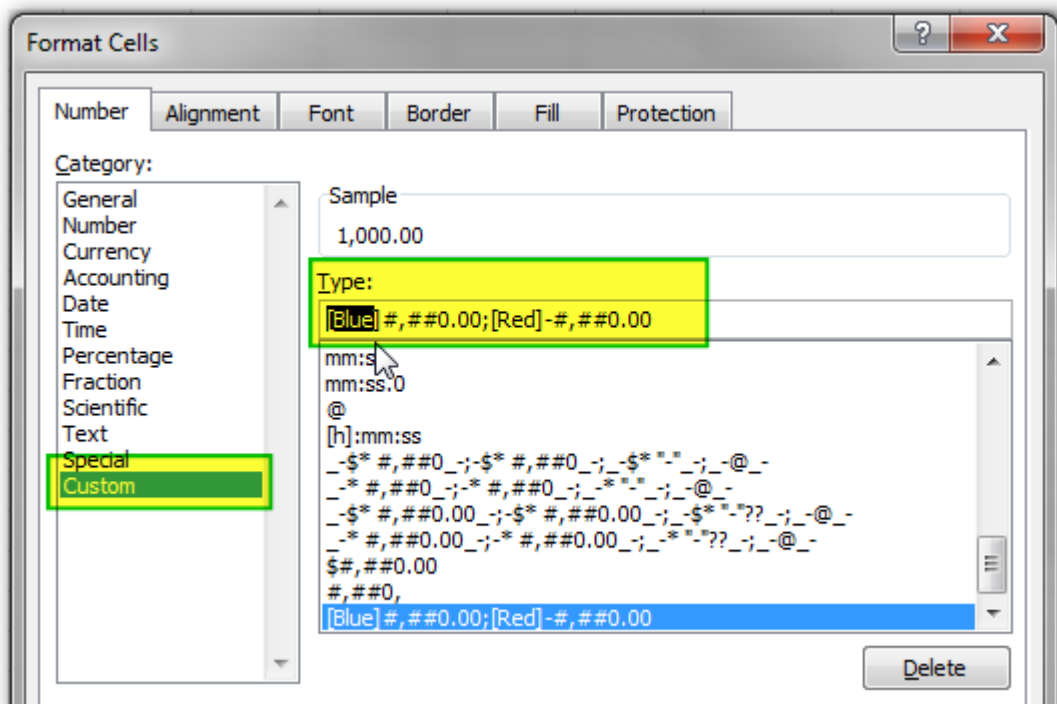 Format Cells
Number Alignment Font Border Fill Protection
Category:
General
Number
Currency
Accounting
Date
Time
Percentage
Fraction
Scientific
Text
Special
Custom
Sample
1,000.00
Type:
[Blue]#,##0.00;[Red]-#,##0.00
mm:s
mm:ss.0
@
[h]:mm:ss
_-$* #,##0_-;-$* #,##0_-;_-$* "-"_-;_-@_-
_-* #,##0_-;-* #,##0_-;_-* "-"_-;_-@_-
_-$* #,##0.00_-;-$* #,##0.00_-;_-$* "-"??_-;_-@_-
_-* #,##0.00_-;-* #,##0.00_-;_-* "-"??_-;_-@_-
$#,##0.00
#,##0,
[Blue]#,##0.00;[Red]-#,##0.00
Delete